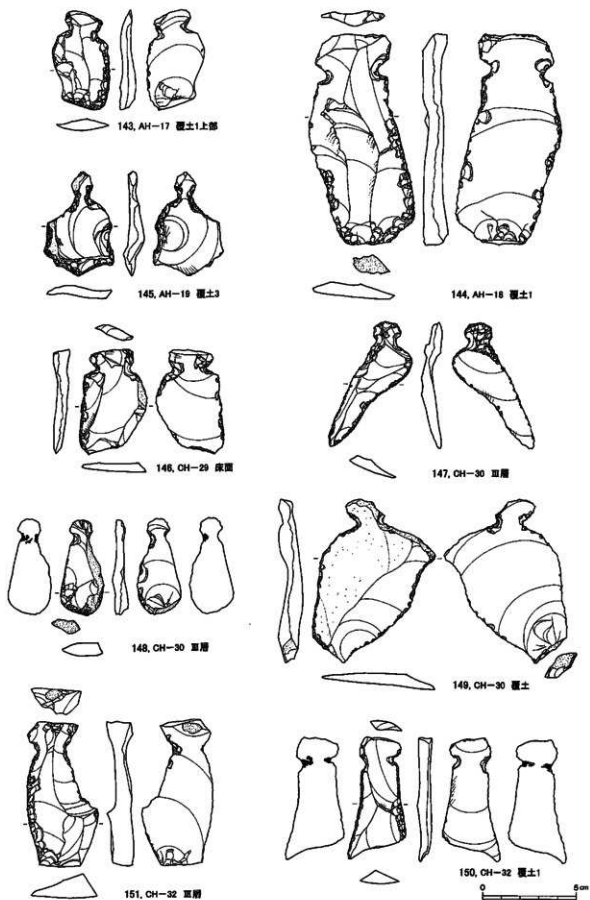 143, AH-17 覆土1上部
144, AH-18 覆土1
145, AH-19 覆土3
146, CH-29 床面
147, CH-30 Ⅲ層
148, CH-30 Ⅲ層
149, CH-30 覆土
150, CH-32 覆土1
151, CH-32 Ⅲ層
0 5cm